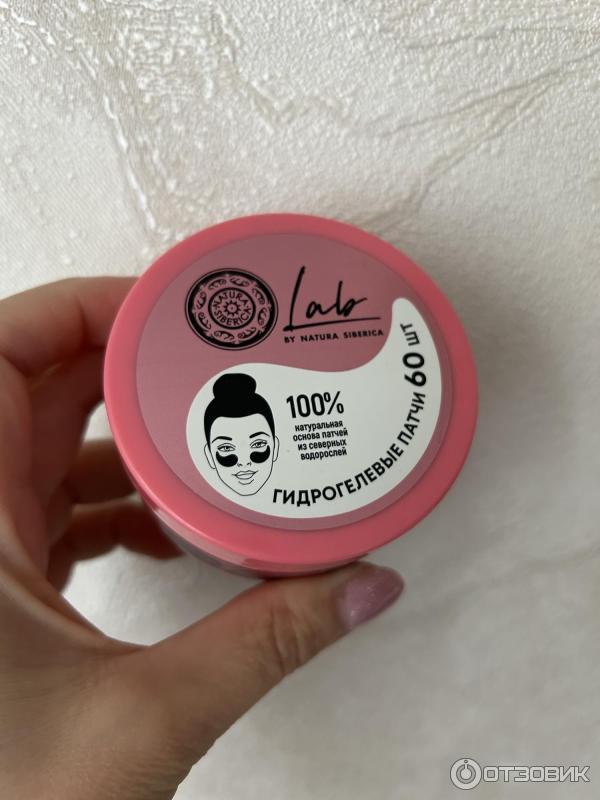 NATURA SIBERICA
Lab
BY NATURA SIBERICA
100%
натуральная
основа патчей
из северных
водорослей
ГИДРОГЕЛЕВЫЕ ПАТЧИ 60 ШТ
ОТЗОВИК